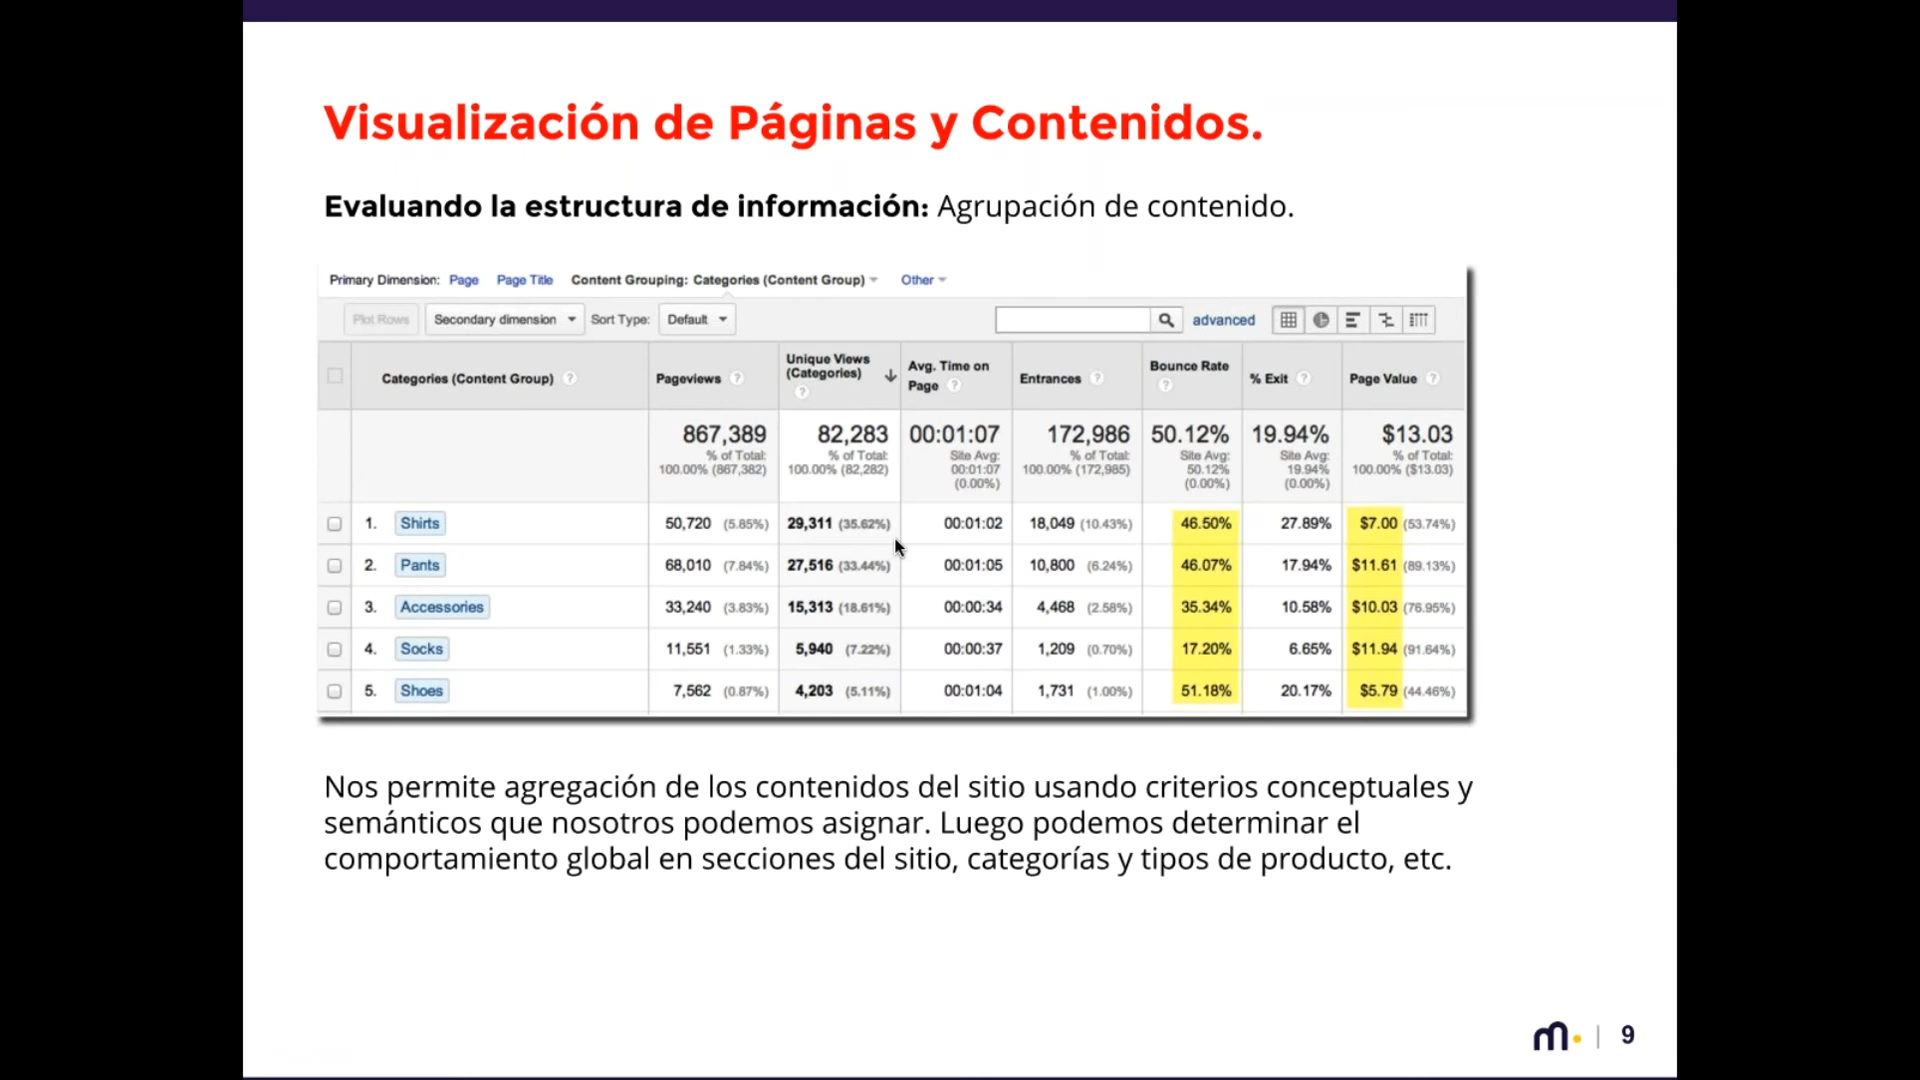 Visualización de Páginas y Contenidos.
Evaluando la estructura de información: Agrupación de contenido.
Primary Dimension: Page Page Title Content Grouping: Categories (Content Group) Other
Plot Rows Secondary dimension Sort Type: Default advanced
Categories (Content Group) ? Pageviews ? Unique Views (Categories) ? Avg. Time on Page ? Entrances ? Bounce Rate ? % Exit ? Page Value ?
867,389 82,283 00:01:07 172,986 50.12% 19.94% $13.03
% of Total: % of Total: Site Avg: % of Total: Site Avg: Site Avg: % of Total:
100.00% (867,382) 100.00% (82,282) 00:01:07 100.00% (172,985) 50.12% 19.94% 100.00% ($13.03)
(0.00%) (0.00%) (0.00%)
1. Shirts 50,720 (5.85%) 29,311 (35.62%) 00:01:02 18,049 (10.43%) 46.50% 27.89% $7.00 (53.74%)
2. Pants 68,010 (7.84%) 27,516 (33.44%) 00:01:05 10,800 (6.24%) 46.07% 17.94% $11.61 (89.13%)
3. Accessories 33,240 (3.83%) 15,313 (18.61%) 00:00:34 4,468 (2.58%) 35.34% 10.58% $10.03 (76.95%)
4. Socks 11,551 (1.33%) 5,940 (7.22%) 00:00:37 1,209 (0.70%) 17.20% 6.65% $11.94 (91.64%)
5. Shoes 7,562 (0.87%) 4,203 (5.11%) 00:01:04 1,731 (1.00%) 51.18% 20.17% $5.79 (44.46%)
Nos permite agregación de los contenidos del sitio usando criterios conceptuales y
semánticos que nosotros podemos asignar. Luego podemos determinar el
comportamiento global en secciones del sitio, categorías y tipos de producto, etc.
m. | 9